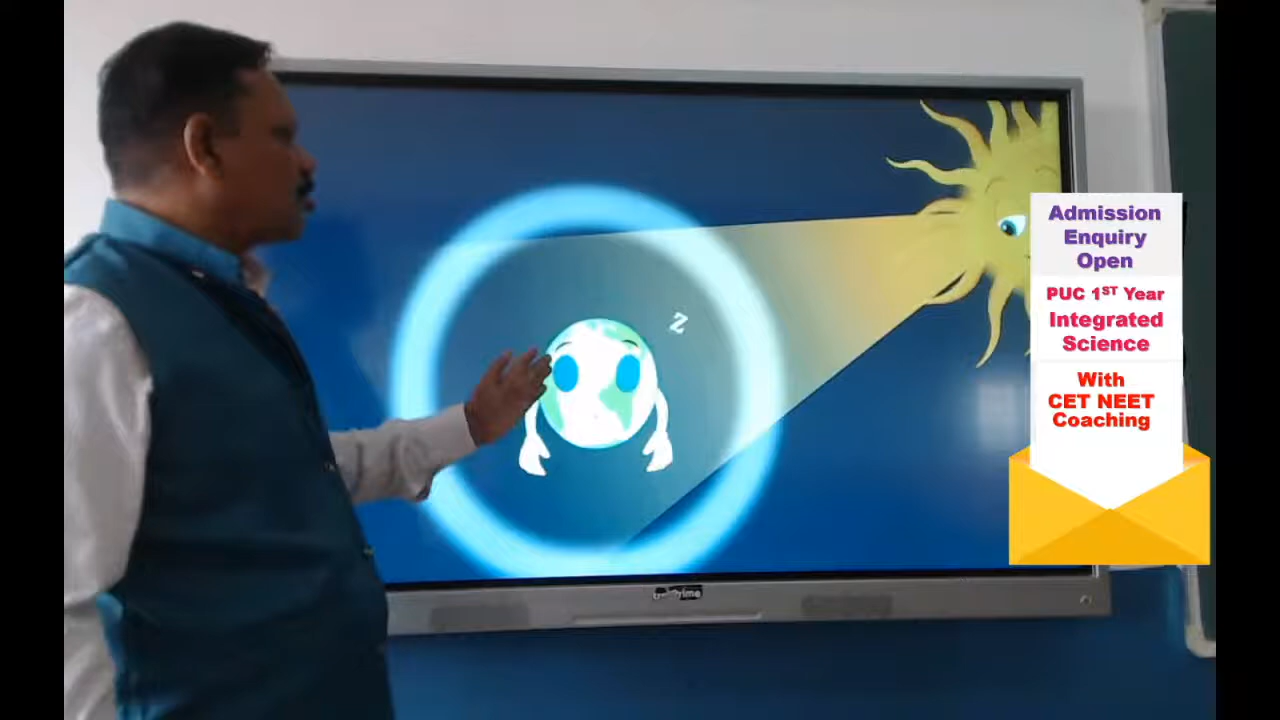 Z
Admission
Enquiry
Open
PUC 1ST Year
Integrated
Science
With
CET NEET
Coaching